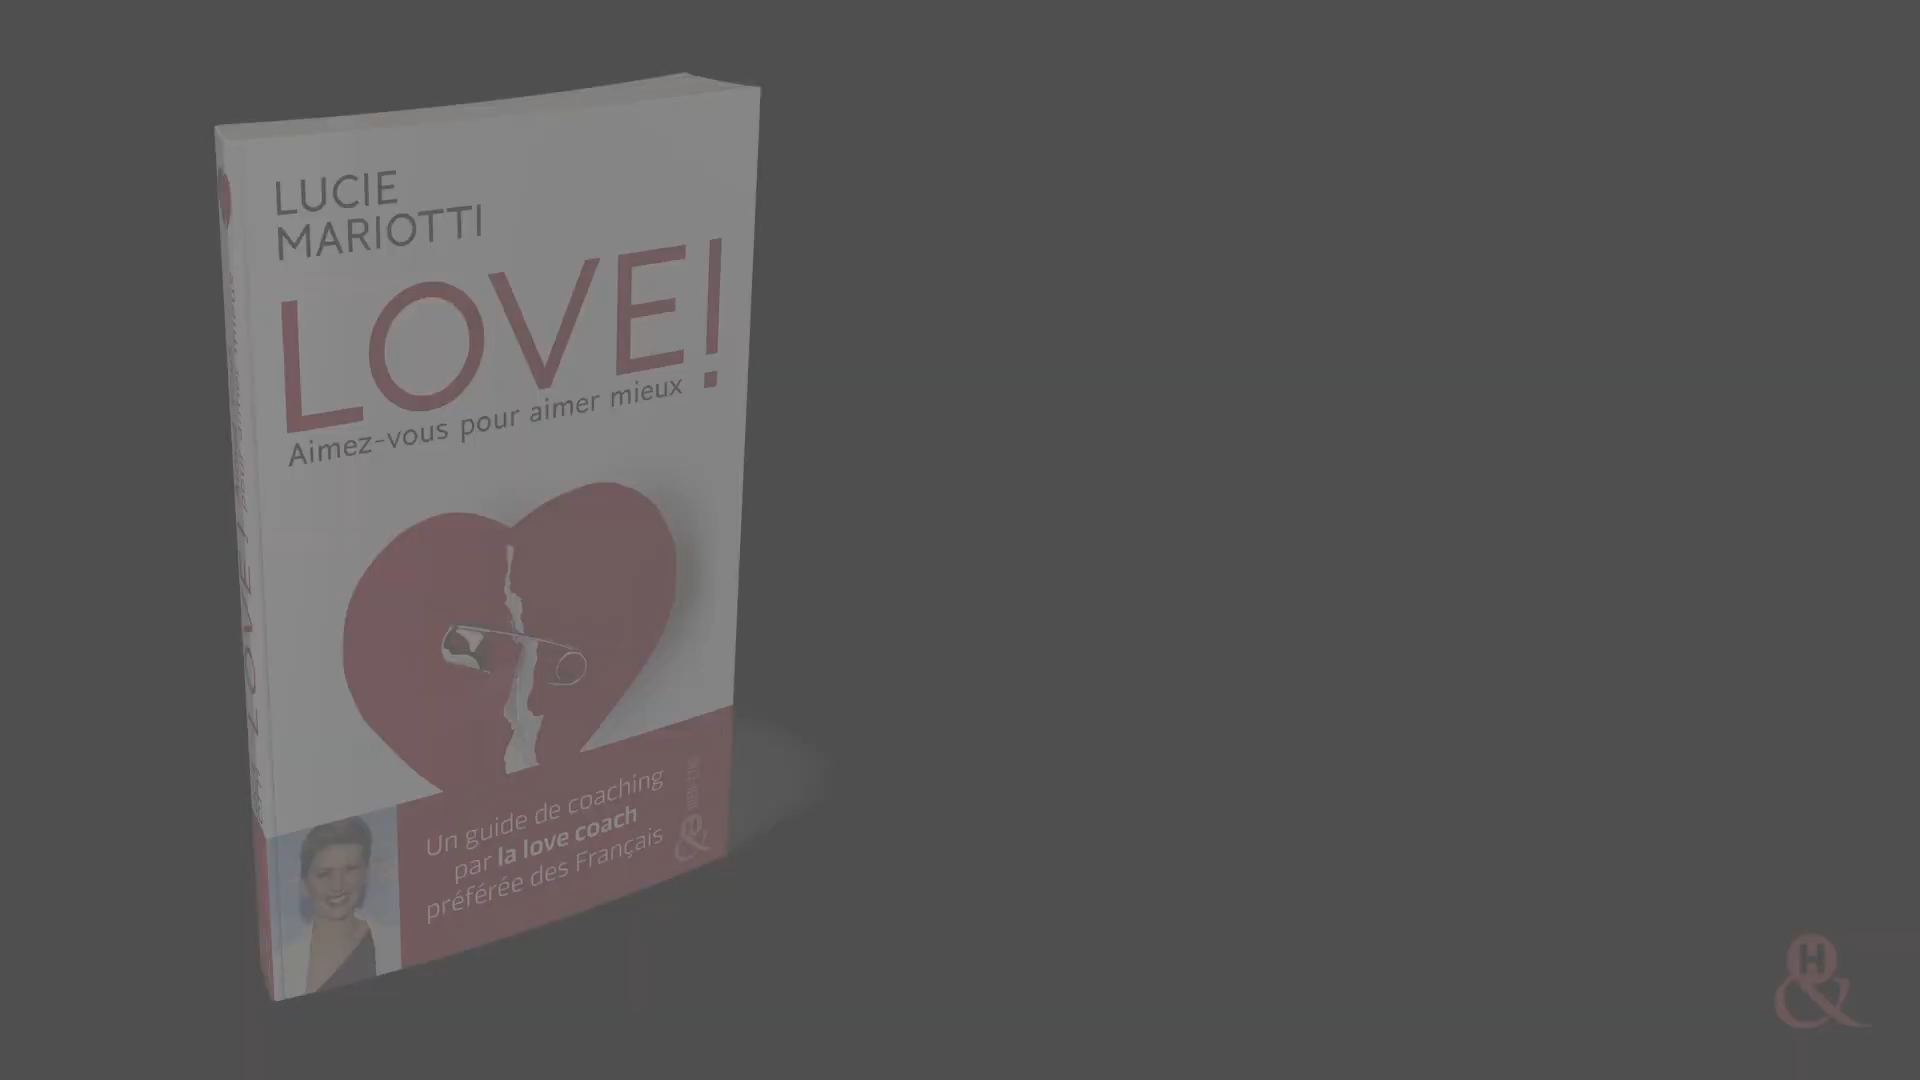 LUCIE
MARIOTTI
LOVE!
Aimez-vous pour aimer mieux
Un guide de coaching
par la love coach
préférée des Français
H&
H&